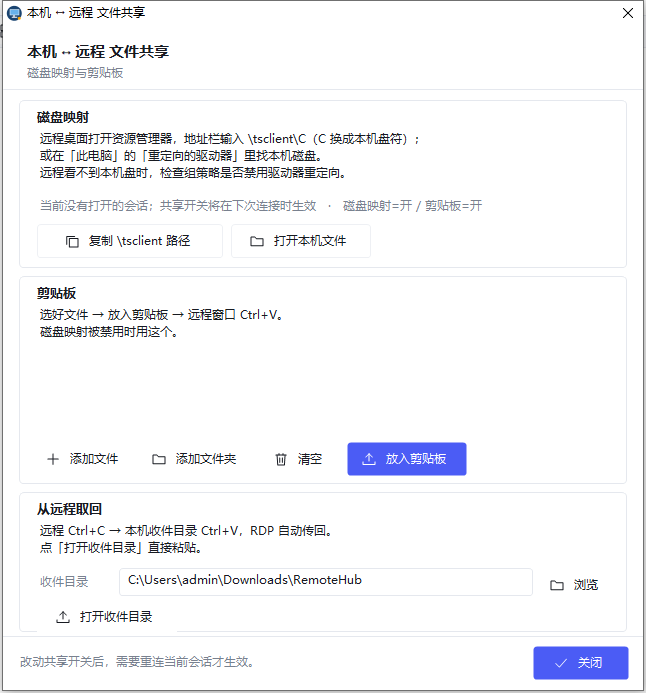 本机 ↔ 远程 文件共享
本机 ↔ 远程 文件共享
磁盘映射与剪贴板
磁盘映射
远程桌面打开资源管理器，地址栏输入 \tsclient\C（C 换成本机盘符）；
或在「此电脑」的「重定向的驱动器」里找本机磁盘。
远程看不到本机盘时，检查组策略是否禁用驱动器重定向。
当前没有打开的会话；共享开关将在下次连接时生效 · 磁盘映射=开 / 剪贴板=开
复制 \tsclient 路径
打开本机文件
剪贴板
选好文件 → 放入剪贴板 → 远程窗口 Ctrl+V。
磁盘映射被禁用时用这个。
添加文件
添加文件夹
清空
放入剪贴板
从远程取回
远程 Ctrl+C → 本机收件目录 Ctrl+V，RDP 自动传回。
点「打开收件目录」直接粘贴。
收件目录
C:\Users\admin\Downloads\RemoteHub
浏览
打开收件目录
改动共享开关后，需要重连当前会话才生效。
关闭